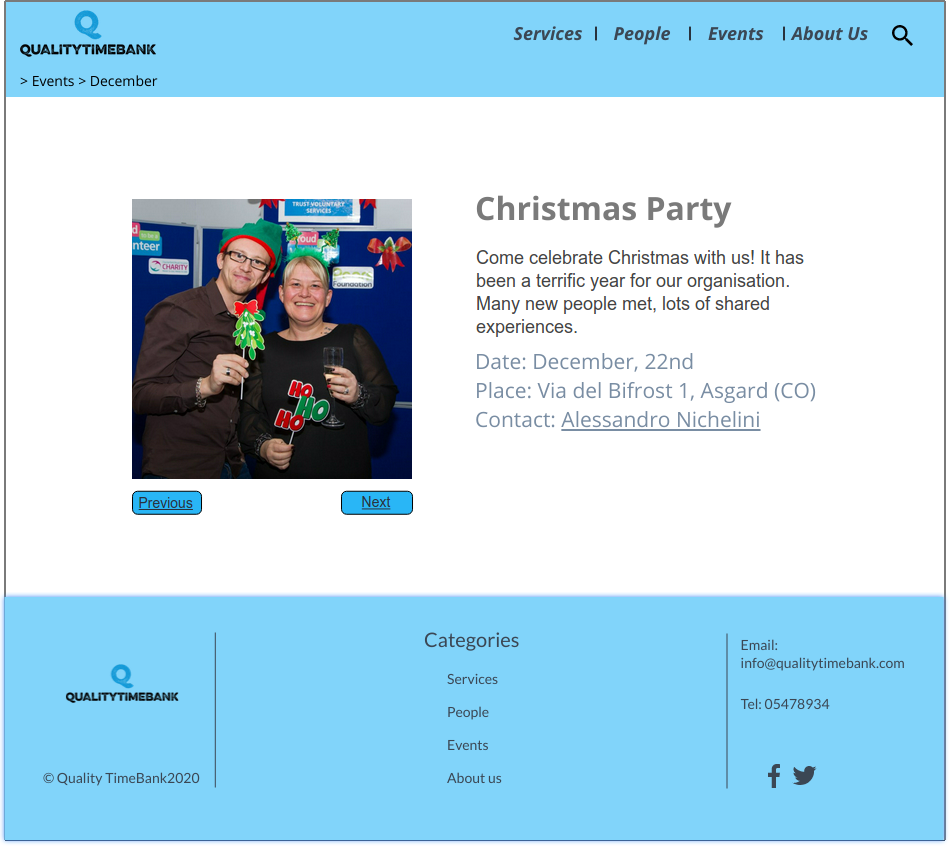 QUALITYTIMEBANK
Services | People | Events | About Us
> Events > December
TRUST VOLUNTARY
SERVICES
d
to be a
nteer
roud
CHARITY
Foundation
HO
HO
HO
Christmas Party
Come celebrate Christmas with us! It has
been a terrific year for our organisation.
Many new people met, lots of shared
experiences.
Date: December, 22nd
Place: Via del Bifrost 1, Asgard (CO)
Contact: Alessandro Nichelini
Previous
Next
QUALITYTIMEBANK
© Quality TimeBank2020
Categories
Services
People
Events
About us
Email:
info@qualitytimebank.com
Tel: 05478934